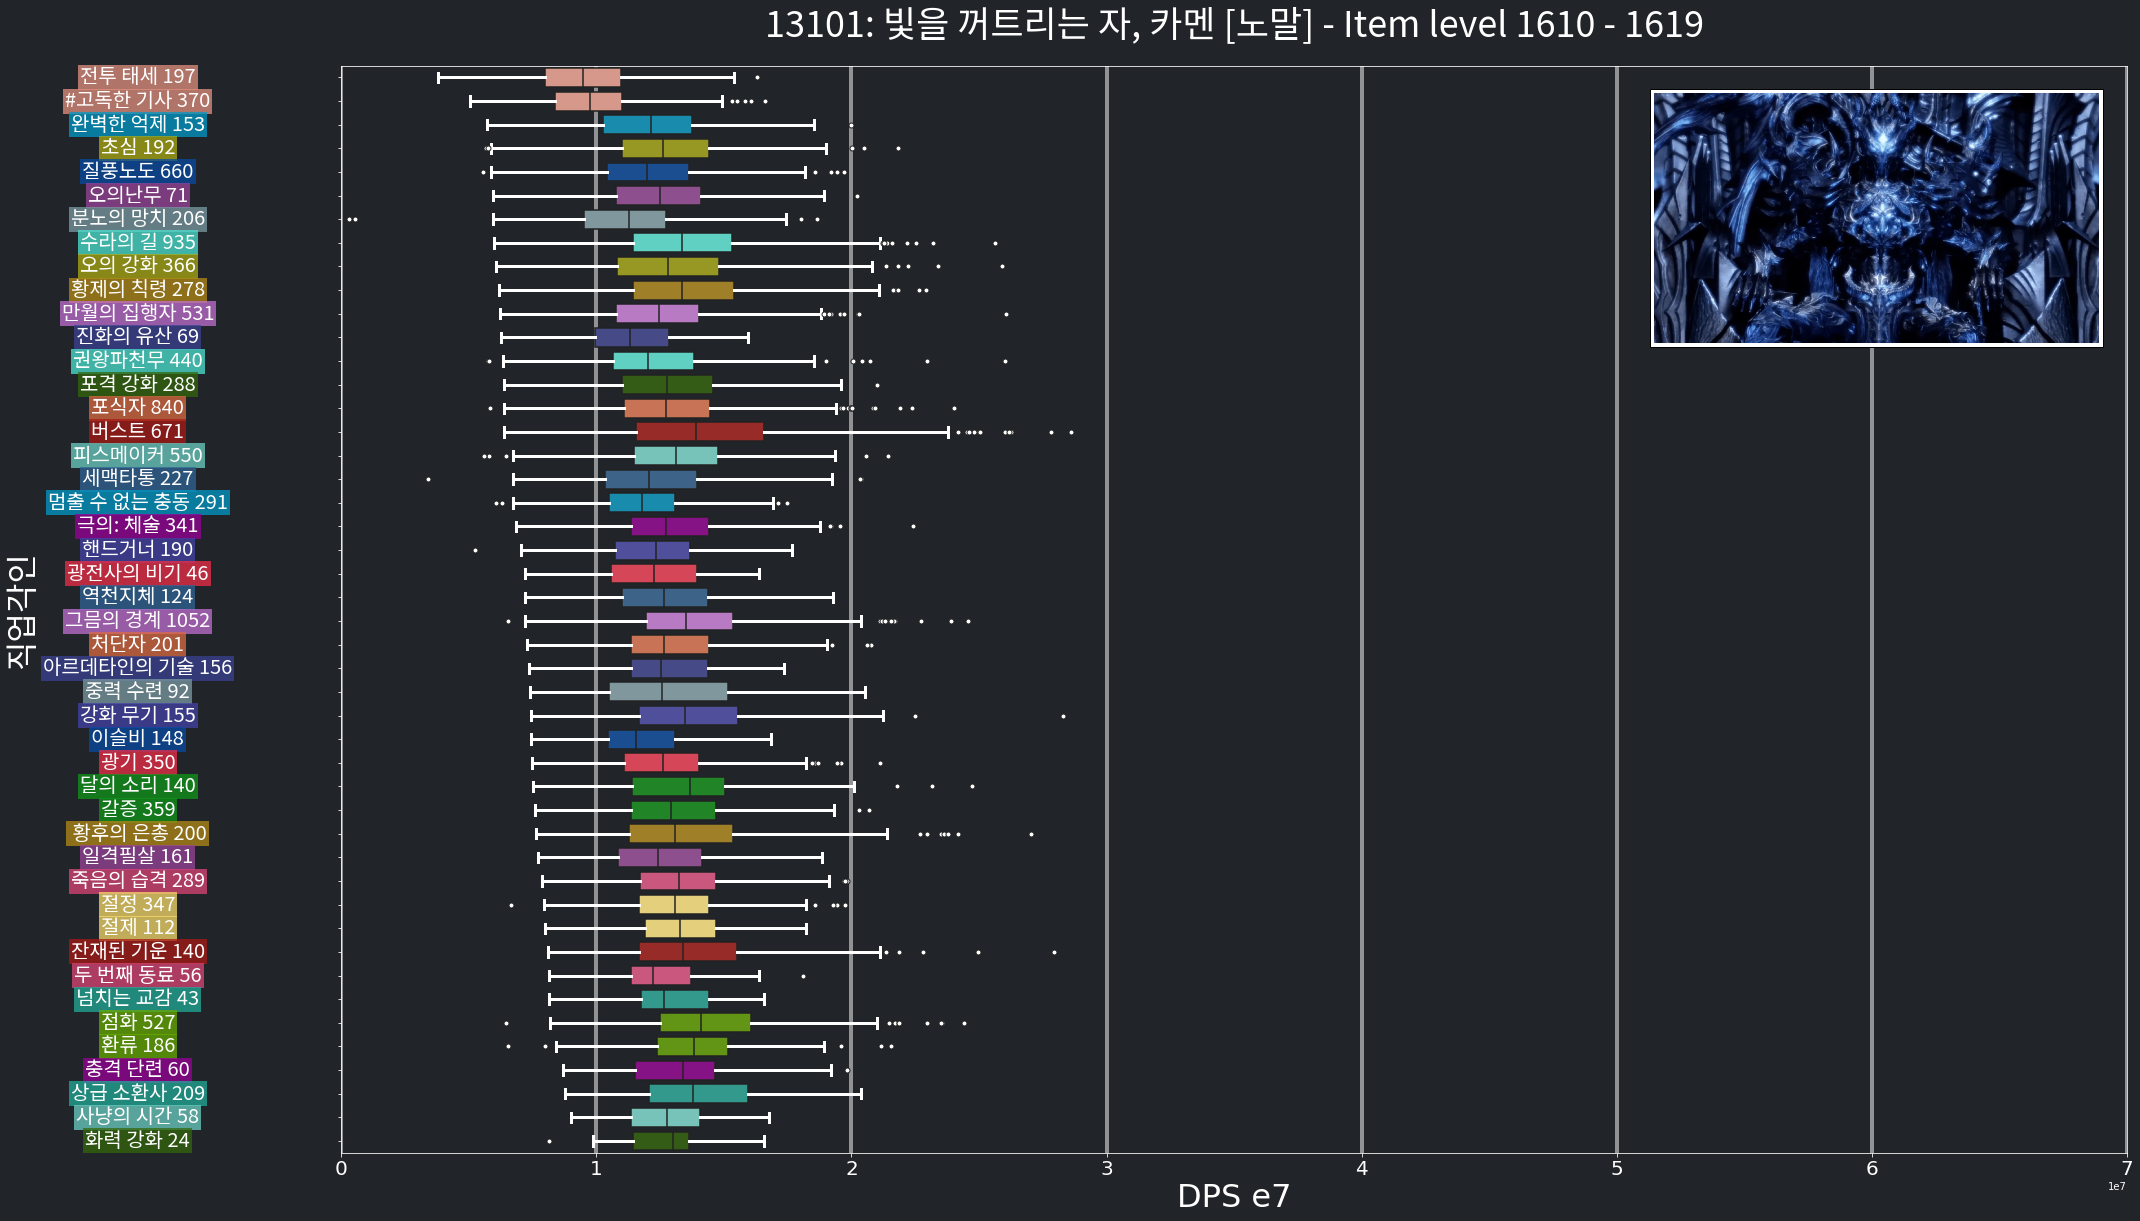 13101: 빛을 꺼트리는 자, 카멘 [노말] - Item level 1610 - 1619
전투 태세 197
#고독한 기사 370
완벽한 억제 153
초심 192
질풍노도 660
오의난무 71
분노의 망치 206
수라의 길 935
오의 강화 366
황제의 칙령 278
만월의 집행자 531
진화의 유산 69
권왕파천무 440
포격 강화 288
포식자 840
버스트 671
피스메이커 550
세맥타통 227
멈출 수 없는 충동 291
극의: 체술 341
핸드거너 190
광전사의 비기 46
역천지체 124
그믐의 경계 1052
처단자 201
아르데타인의 기술 156
중력 수련 92
강화 무기 155
이슬비 148
광기 350
달의 소리 140
갈증 359
황후의 은총 200
일격필살 161
죽음의 습격 289
절정 347
절제 112
잔재된 기운 140
두 번째 동료 56
넘치는 교감 43
점화 527
환류 186
충격 단련 60
상급 소환사 209
사냥의 시간 58
화력 강화 24
직업각인
0 1 2 3 4 5 6 7
1e7
DPS e7